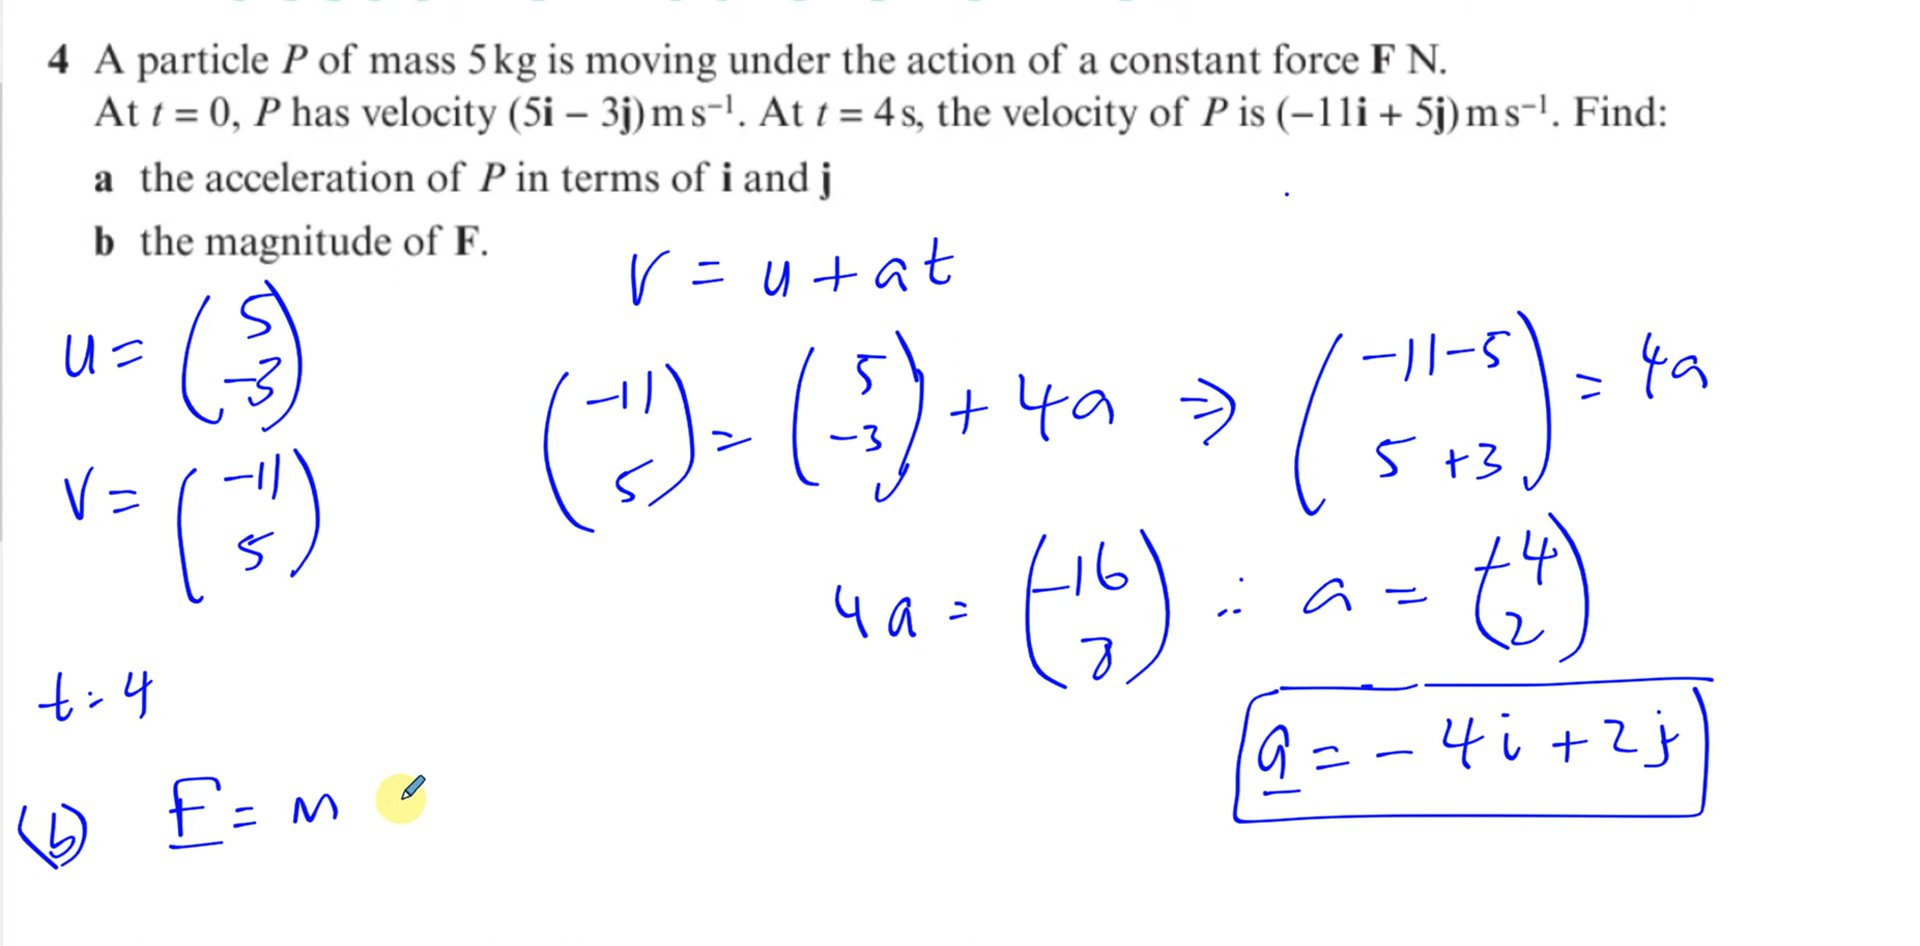 4 A particle P of mass 5 kg is moving under the action of a constant force F N.
At t = 0, P has velocity (5i – 3j) m s⁻¹. At t = 4 s, the velocity of P is (–11i + 5j) m s⁻¹. Find:
a the acceleration of P in terms of i and j
b the magnitude of F.
v = u + at
u = (5 -3)
(-11 5) = (5 -3) + 4a ⇒ (-11-5 5+3) = 4a
v = (-11 5)
4a = (-16 8) ∴ a = (-4 2)
t = 4
a = -4i + 2j
(b) F = m